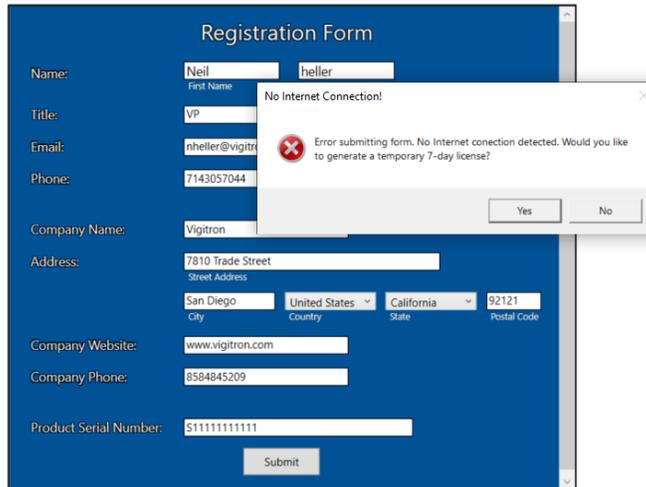 Registration Form
Name:
Neil
heller
First Name
No Internet Connection!
Error submitting form. No Internet conection detected. Would you like
to generate a temporary 7-day license?
Yes
No
Title:
VP
Email:
nheller@vigitro
Phone:
7143057044
Company Name:
Vigitron
Address:
7810 Trade Street
Street Address
San Diego
United States
California
92121
City
Country
State
Postal Code
Company Website:
www.vigitron.com
Company Phone:
8584845209
Product Serial Number:
S11111111111
Submit